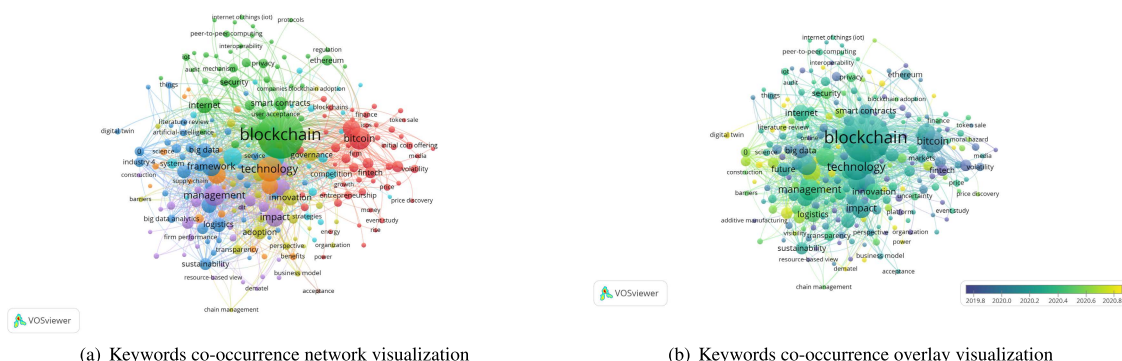 internet of things (iot)
protocols
peer-to-peer computing
interoperability
regulation
ethereum
iot
audit
mechanism
privacy
things
security
companies
blockchain adoption
internet
smart contracts
blockchains
user acceptance
finance
token sale
literature review
digital twin
artificial-intelligence
blockchain
bitcoin
big data
initial coin offering
science
service
governance
firm
media
industry 4
system
framework
technology
competition
fintech
volatility
construction
supply chain
growth
price
barriers
management
innovation
entrepreneurship
price discovery
money
big data analytics
impact
strategies
event study
logistics
rise
firm performance
adoption
energy
perspective
organization
transparency
benefits
power
sustainability
resource-based view
business model
dematel
acceptance
chain management
VOSviewer
(a) Keywords co-occurrence network visualization
internet of things (iot)
peer-to-peer computing
interoperability
iot
audit
privacy
ethereum
things
security
blockchain adoption
internet
smart contracts
finance
token sale
literature review
digital twin
blockchain
bitcoin
moral hazard
big data
science
markets
media
future
technology
fintech
volatility
construction
price
barriers
management
innovation
uncertainty
price discovery
additive manufacturing
logistics
impact
platform
event study
visibility
transparency
perspective
organization
power
sustainability
resource-based view
business model
dematel
acceptance
chain management
VOSviewer
2019.8 2020.0 2020.2 2020.4 2020.6 2020.8
(b) Keywords co-occurrence overlay visualization